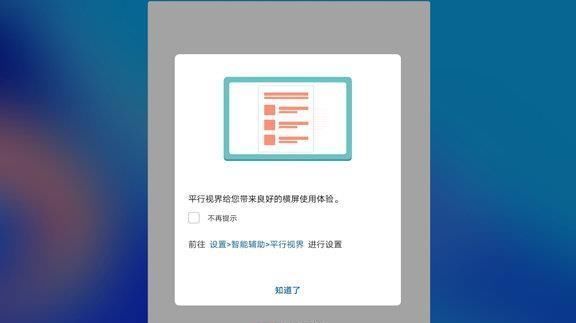 平行视界给您带来良好的横屏使用体验。
不再提示
前往 设置>智能辅助>平行视界 进行设置
知道了